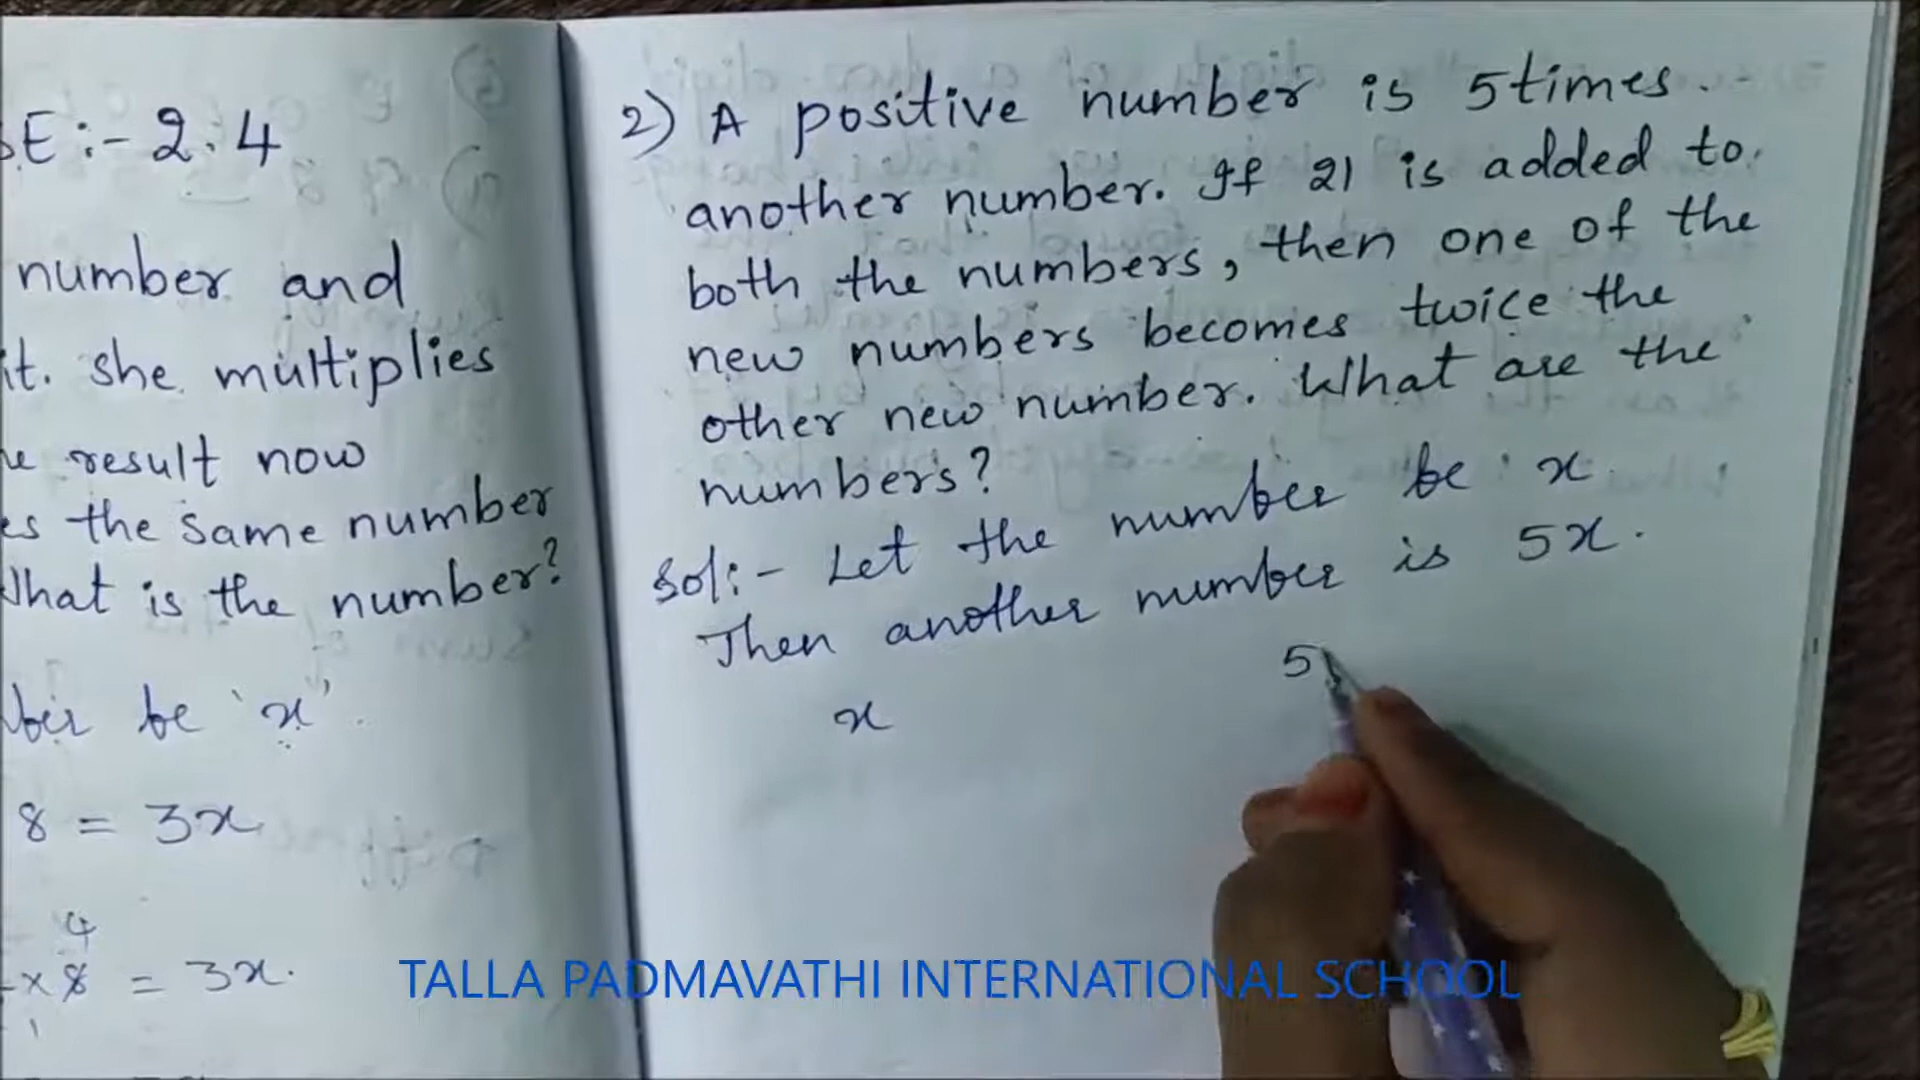 E:- 2.4
number and
it. she multiplies
result now
the same number
What is the number?
be 'x'.
8 = 3x
4
x 8 = 3x.
1
2) A positive number is 5times
another number. If 21 is added to
both the numbers, then one of the
new numbers becomes twice the
other new number. What are the
numbers?
Sol:- Let the number be x.
Then another number is 5x.
x 5
TALLA PADMAVATHI INTERNATIONAL SCHOOL